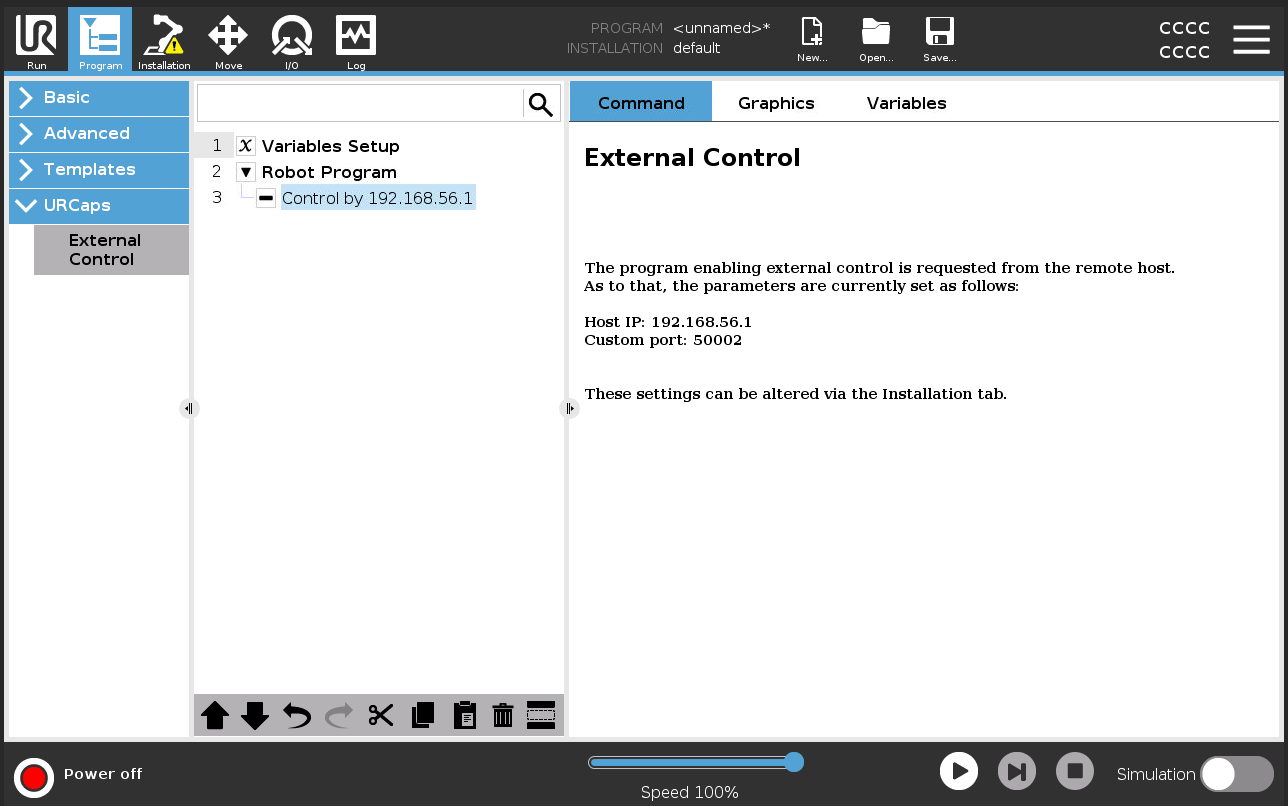 Run
Program
Installation
Move
I/O
Log
PROGRAM <unnamed>*
INSTALLATION default
New...
Open...
Save...
CCCC
CCCC
Basic
Advanced
Templates
URCaps
External
Control
1 X Variables Setup
2 Robot Program
3 Control by 192.168.56.1
Command
Graphics
Variables
External Control
The program enabling external control is requested from the remote host.
As to that, the parameters are currently set as follows:
Host IP: 192.168.56.1
Custom port: 50002
These settings can be altered via the Installation tab.
Power off
Speed 100%
Simulation